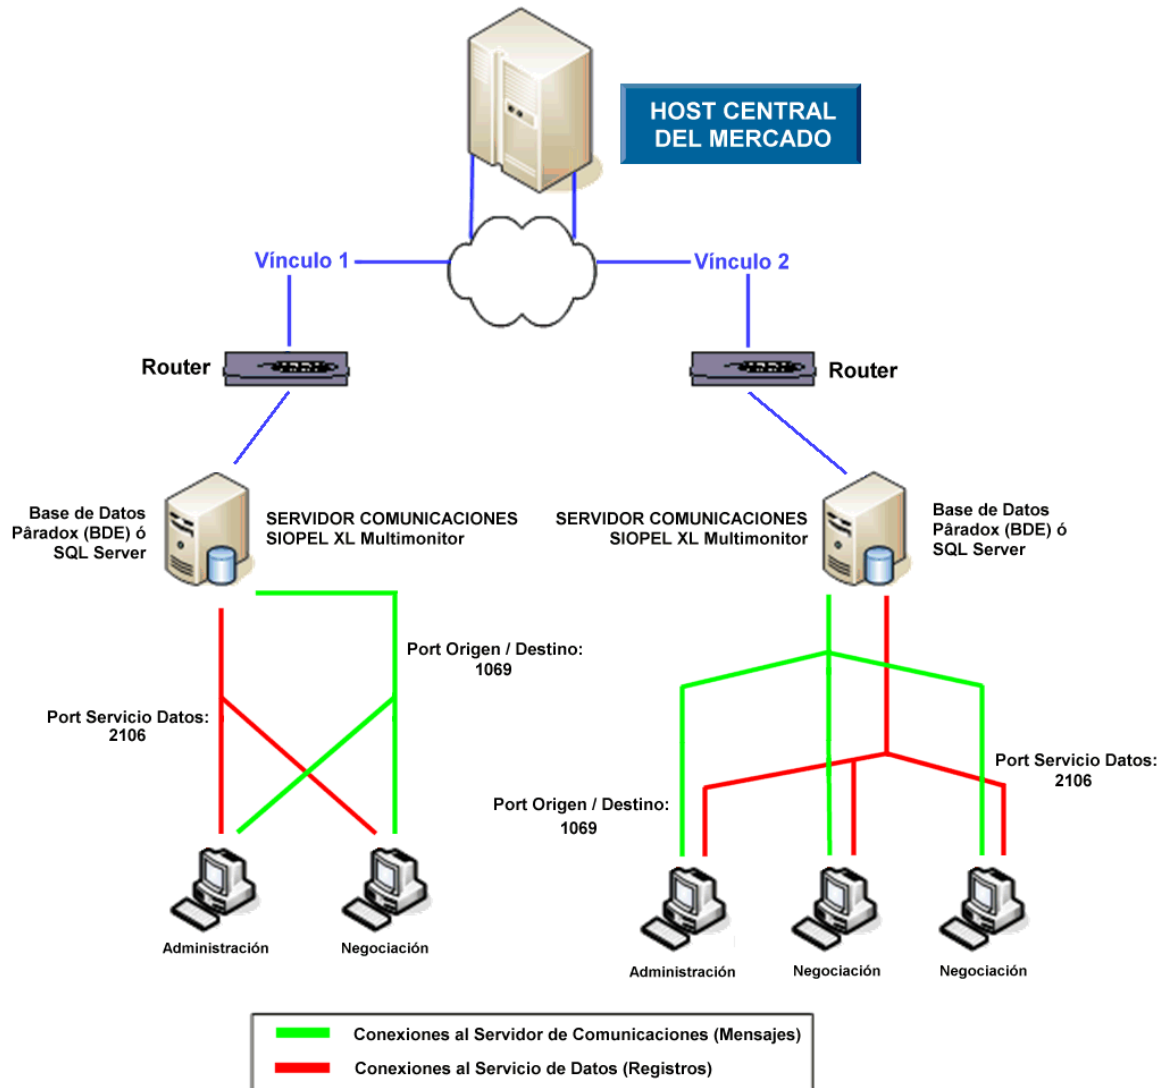 HOST CENTRAL
DEL MERCADO
Vínculo 1
Vínculo 2
Router
Router
Base de Datos
Pâradox (BDE) ó
SQL Server
SERVIDOR COMUNICACIONES
SIOPEL XL Multimonitor
SERVIDOR COMUNICACIONES
SIOPEL XL Multimonitor
Base de Datos
Pâradox (BDE) ó
SQL Server
Port Origen / Destino:
1069
Port Servicio Datos:
2106
Port Servicio Datos:
2106
Port Origen / Destino:
1069
Administración
Negociación
Administración
Negociación
Negociación
Conexiones al Servidor de Comunicaciones (Mensajes)
Conexiones al Servicio de Datos (Registros)